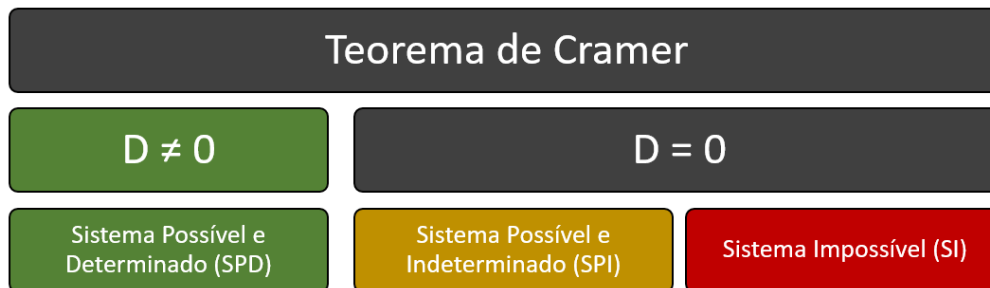 Teorema de Cramer
D ≠ 0
D = 0
Sistema Possível e
Determinado (SPD)
Sistema Possível e
Indeterminado (SPI)
Sistema Impossível (SI)